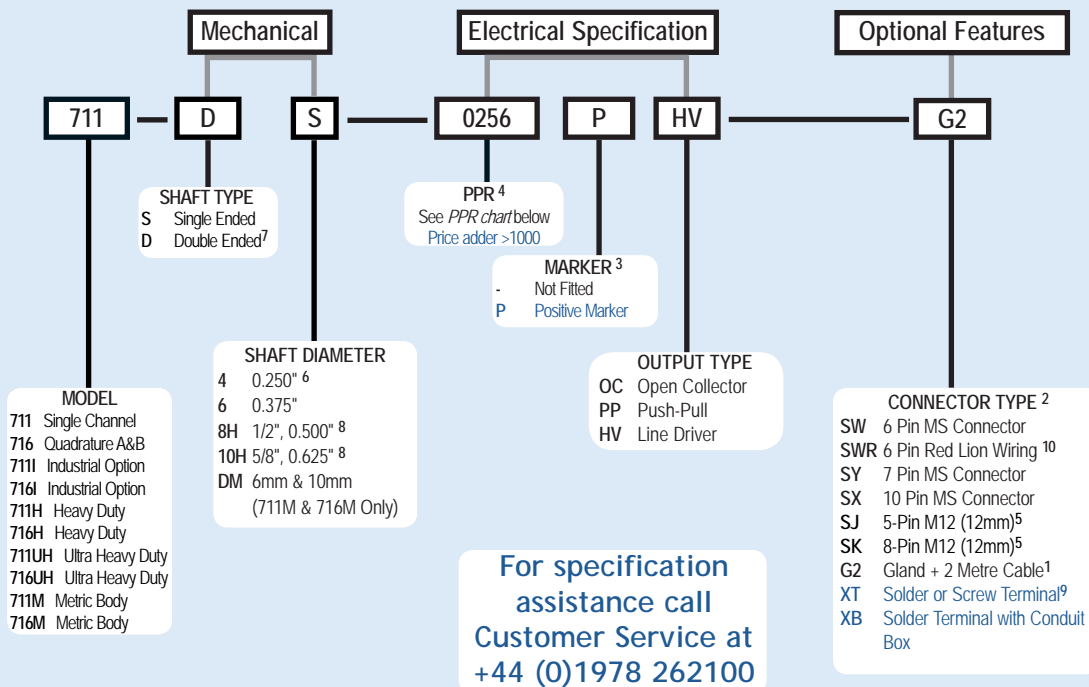 Mechanical
Electrical Specification
Optional Features
711
D
S
0256
P
HV
G2
SHAFT TYPE
S Single Ended
D Double Ended7
PPR 4
See PPR chart below
Price adder >1000
MARKER 3
- Not Fitted
P Positive Marker
SHAFT DIAMETER
4 0.250" 6
6 0.375"
8H 1/2", 0.500" 8
10H 5/8", 0.625" 8
DM 6mm & 10mm
(711M & 716M Only)
OUTPUT TYPE
OC Open Collector
PP Push-Pull
HV Line Driver
MODEL
711 Single Channel
716 Quadrature A&B
711I Industrial Option
716I Industrial Option
711H Heavy Duty
716H Heavy Duty
711UH Ultra Heavy Duty
716UH Ultra Heavy Duty
711M Metric Body
716M Metric Body
CONNECTOR TYPE 2
SW 6 Pin MS Connector
SWR 6 Pin Red Lion Wiring 10
SY 7 Pin MS Connector
SX 10 Pin MS Connector
SJ 5-Pin M12 (12mm)5
SK 8-Pin M12 (12mm)5
G2 Gland + 2 Metre Cable1
XT Solder or Screw Terminal9
XB Solder Terminal with Conduit
Box
For specification
assistance call
Customer Service at
+44 (0)1978 262100